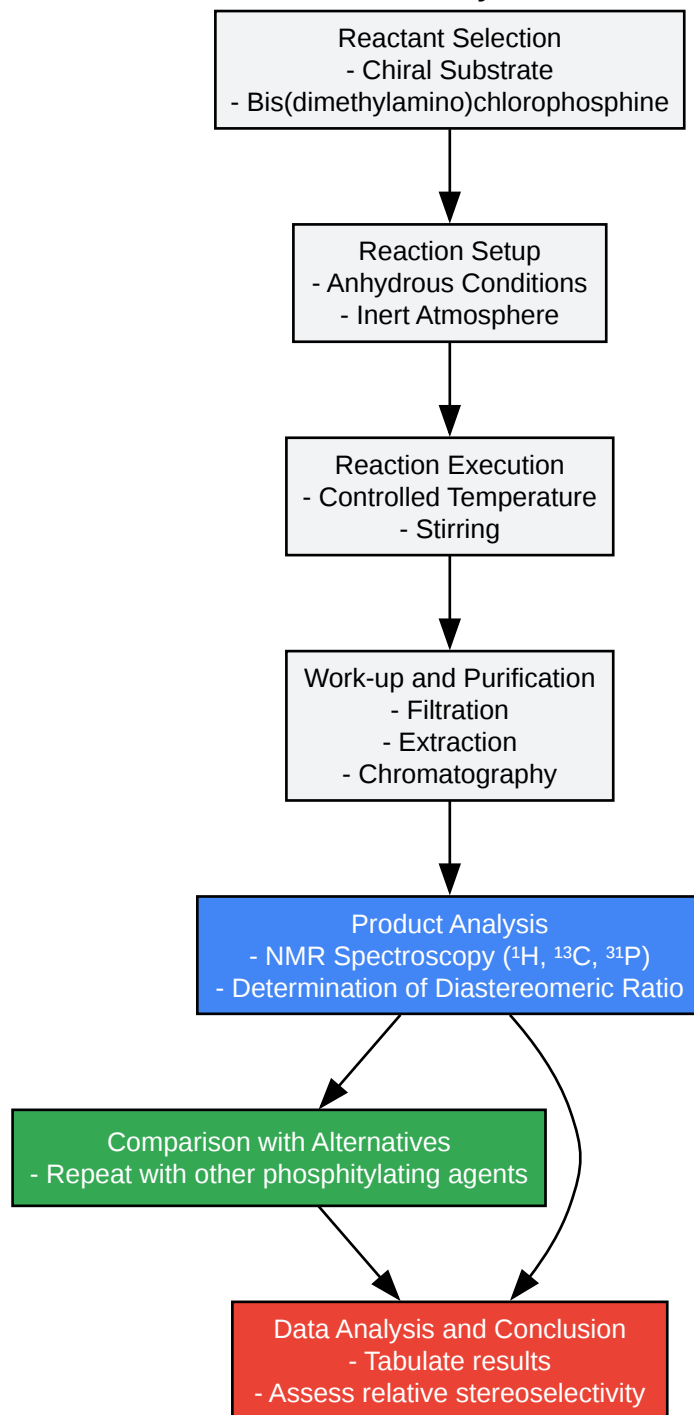 Reactant Selection
- Chiral Substrate
- Bis(dimethylamino)chlorophosphine
Reaction Setup
- Anhydrous Conditions
- Inert Atmosphere
Reaction Execution
- Controlled Temperature
- Stirring
Work-up and Purification
- Filtration
- Extraction
- Chromatography
Product Analysis
- NMR Spectroscopy (¹H, ¹³C, ³¹P)
- Determination of Diastereomeric Ratio
Comparison with Alternatives
- Repeat with other phosphitylating agents
Data Analysis and Conclusion
- Tabulate results
- Assess relative stereoselectivity